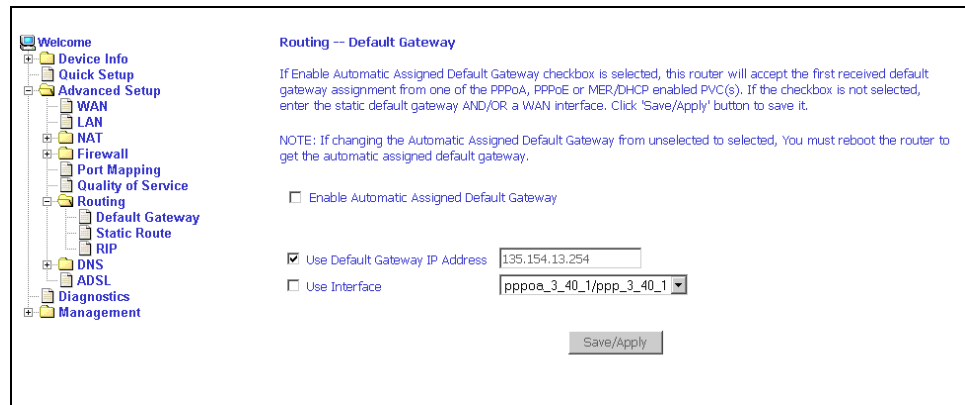 Welcome
Device Info
Quick Setup
Advanced Setup
WAN
LAN
NAT
Firewall
Port Mapping
Quality of Service
Routing
Default Gateway
Static Route
RIP
DNS
ADSL
Diagnostics
Management
Routing -- Default Gateway
If Enable Automatic Assigned Default Gateway checkbox is selected, this router will accept the first received default
gateway assignment from one of the PPPoA, PPPoE or MER/DHCP enabled PVC(s). If the checkbox is not selected,
enter the static default gateway AND/OR a WAN interface. Click 'Save/Apply' button to save it.
NOTE: If changing the Automatic Assigned Default Gateway from unselected to selected, You must reboot the router to
get the automatic assigned default gateway.
Enable Automatic Assigned Default Gateway
Use Default Gateway IP Address 135.154.13.254
Use Interface pppoa_3_40_1/ppp_3_40_1
Save/Apply